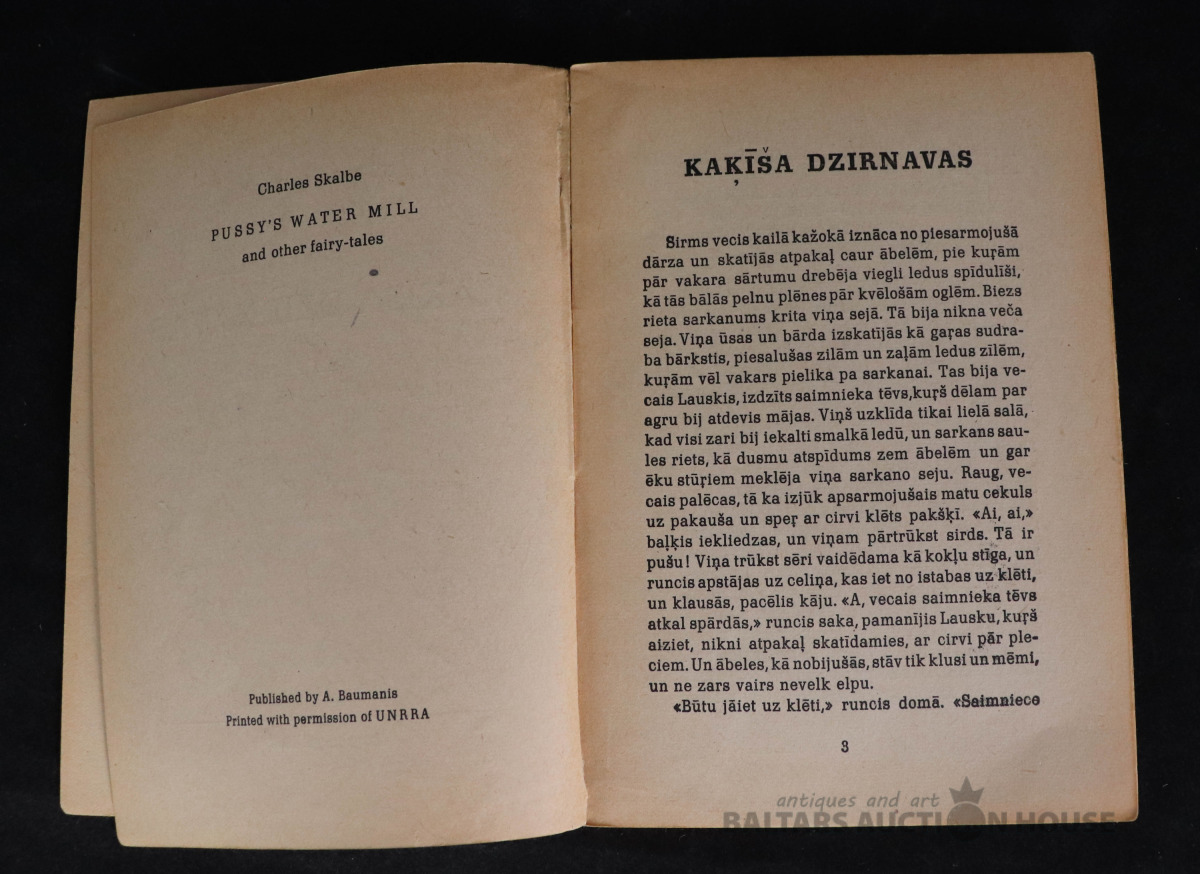 Charles Skalbe
PUSSY'S WATER MILL
and other fairy-tales
Published by A. Baumanis
Printed with permission of UNRRA
KAĶĪŠA DZIRNAVAS
Sirms vecis kailā kažokā iznāca no piesarmojušā
dārza un skatījās atpakaļ caur ābelēm, pie kuŗām
pār vakara sārtumu drebēja viegli ledus spīdulīši,
kā tās bālās pelnu plēnes pār kvēlošām oglēm. Biezs
rieta sarkanums krita viņa sejā. Tā bija nikna veča
seja. Viņa ūsas un bārda izskatījās kā gaŗas sudra-
ba bārkstis, piesalušas zilām un zaļām ledus zīlēm,
kuŗām vēl vakars pielika pa sarkanai. Tas bija ve-
cais Lauskis, izdzīts saimnieka tēvs,kuŗš dēlam par
agru bij atdevis mājas. Viņš uzklīda tikai lielā salā,
kad visi zari bij iekalti smalkā ledū, un sarkans sau-
les riets, kā dusmu atspīdums zem ābelēm un gar
ēku stūŗiem meklēja viņa sarkano seju. Raug, ve-
cais palēcas, tā ka izjūk apsarmojušais matu cekuls
uz pakauša un speŗ ar cirvi klēts pakšķī. «Ai, ai,»
baļķis iekliedzas, un viņam pārtrūkst sirds. Tā ir
pušu! Viņa trūkst sēri vaidēdama kā kokļu stīga, un
runcis apstājas uz celiņa, kas iet no istabas uz klēti,
un klausās, pacēlis kāju. «A, vecais saimnieka tēvs
atkal spārdās,» runcis saka, pamanījis Lausku, kuŗš
aiziet, nikni atpakaļ skatīdamies, ar cirvi pār ple-
ciem. Un ābeles, kā nobijušās, stāv tik klusi un mēmi,
un ne zars vairs nevelk elpu.
«Būtu jāiet uz klēti,» runcis domā. «Saimniece
3
antiques and art
BALTARS AUCTION HOUSE